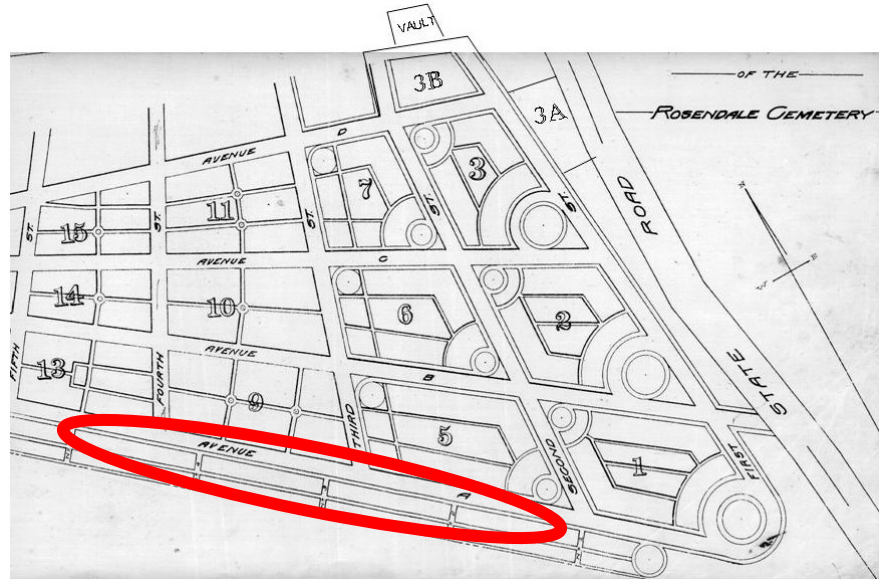 VAULT
OF THE
ROSENDALE CEMETERY
3B
3A
D
AVENUE
3
7
ST.
ST.
ROAD
11
ST.
ST.
15
ST.
N
C
AVENUE
E
W
14
10
6
2
STATE
AVENUE
13
B
FIFTH
FOURTH
9
THIRD
5
SECOND
1
FIRST
AVENUE
A